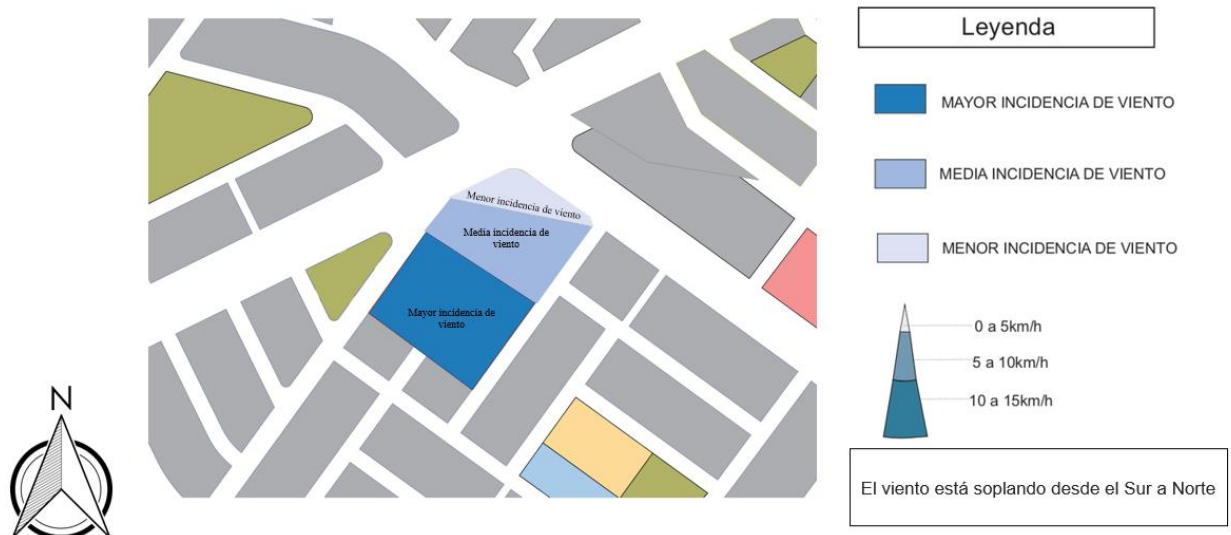 Leyenda
MAYOR INCIDENCIA DE VIENTO
MEDIA INCIDENCIA DE VIENTO
MENOR INCIDENCIA DE VIENTO
0 a 5km/h
5 a 10km/h
10 a 15km/h
El viento está soplando desde el Sur a Norte
Menor incidencia de viento
Media incidencia de
viento
Mayor incidencia de
viento
N